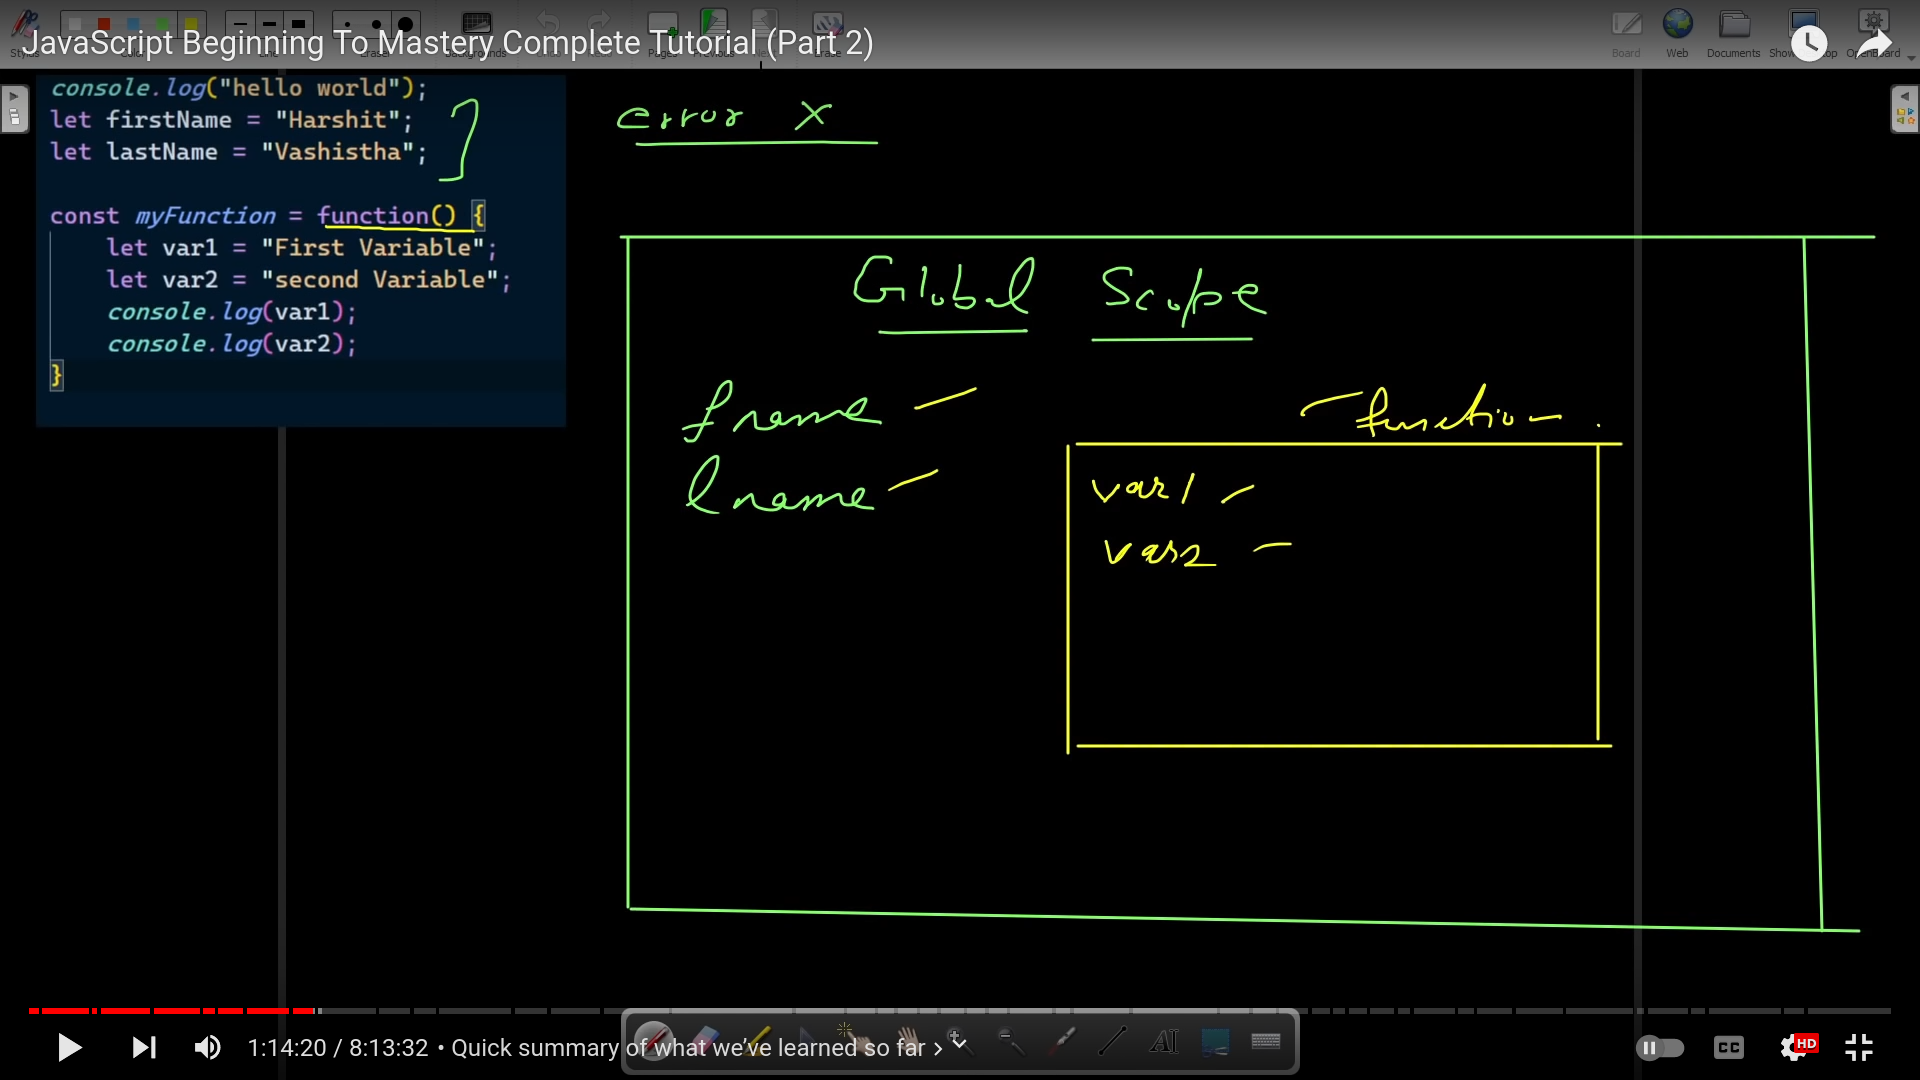 JavaScript Beginning To Mastery Complete Tutorial (Part 2)
Board Web Documents
console.log("hello world");
let firstName = "Harshit";
let lastName = "Vashistha";
const myFunction = function() {
let var1 = "First Variable";
let var2 = "second Variable";
console.log(var1);
console.log(var2);
}
error X
Global Scope
fname
lname
function
var1
var2
1:14:20 / 8:13:32 • Quick summary of what we've learned so far
AI
CC
HD